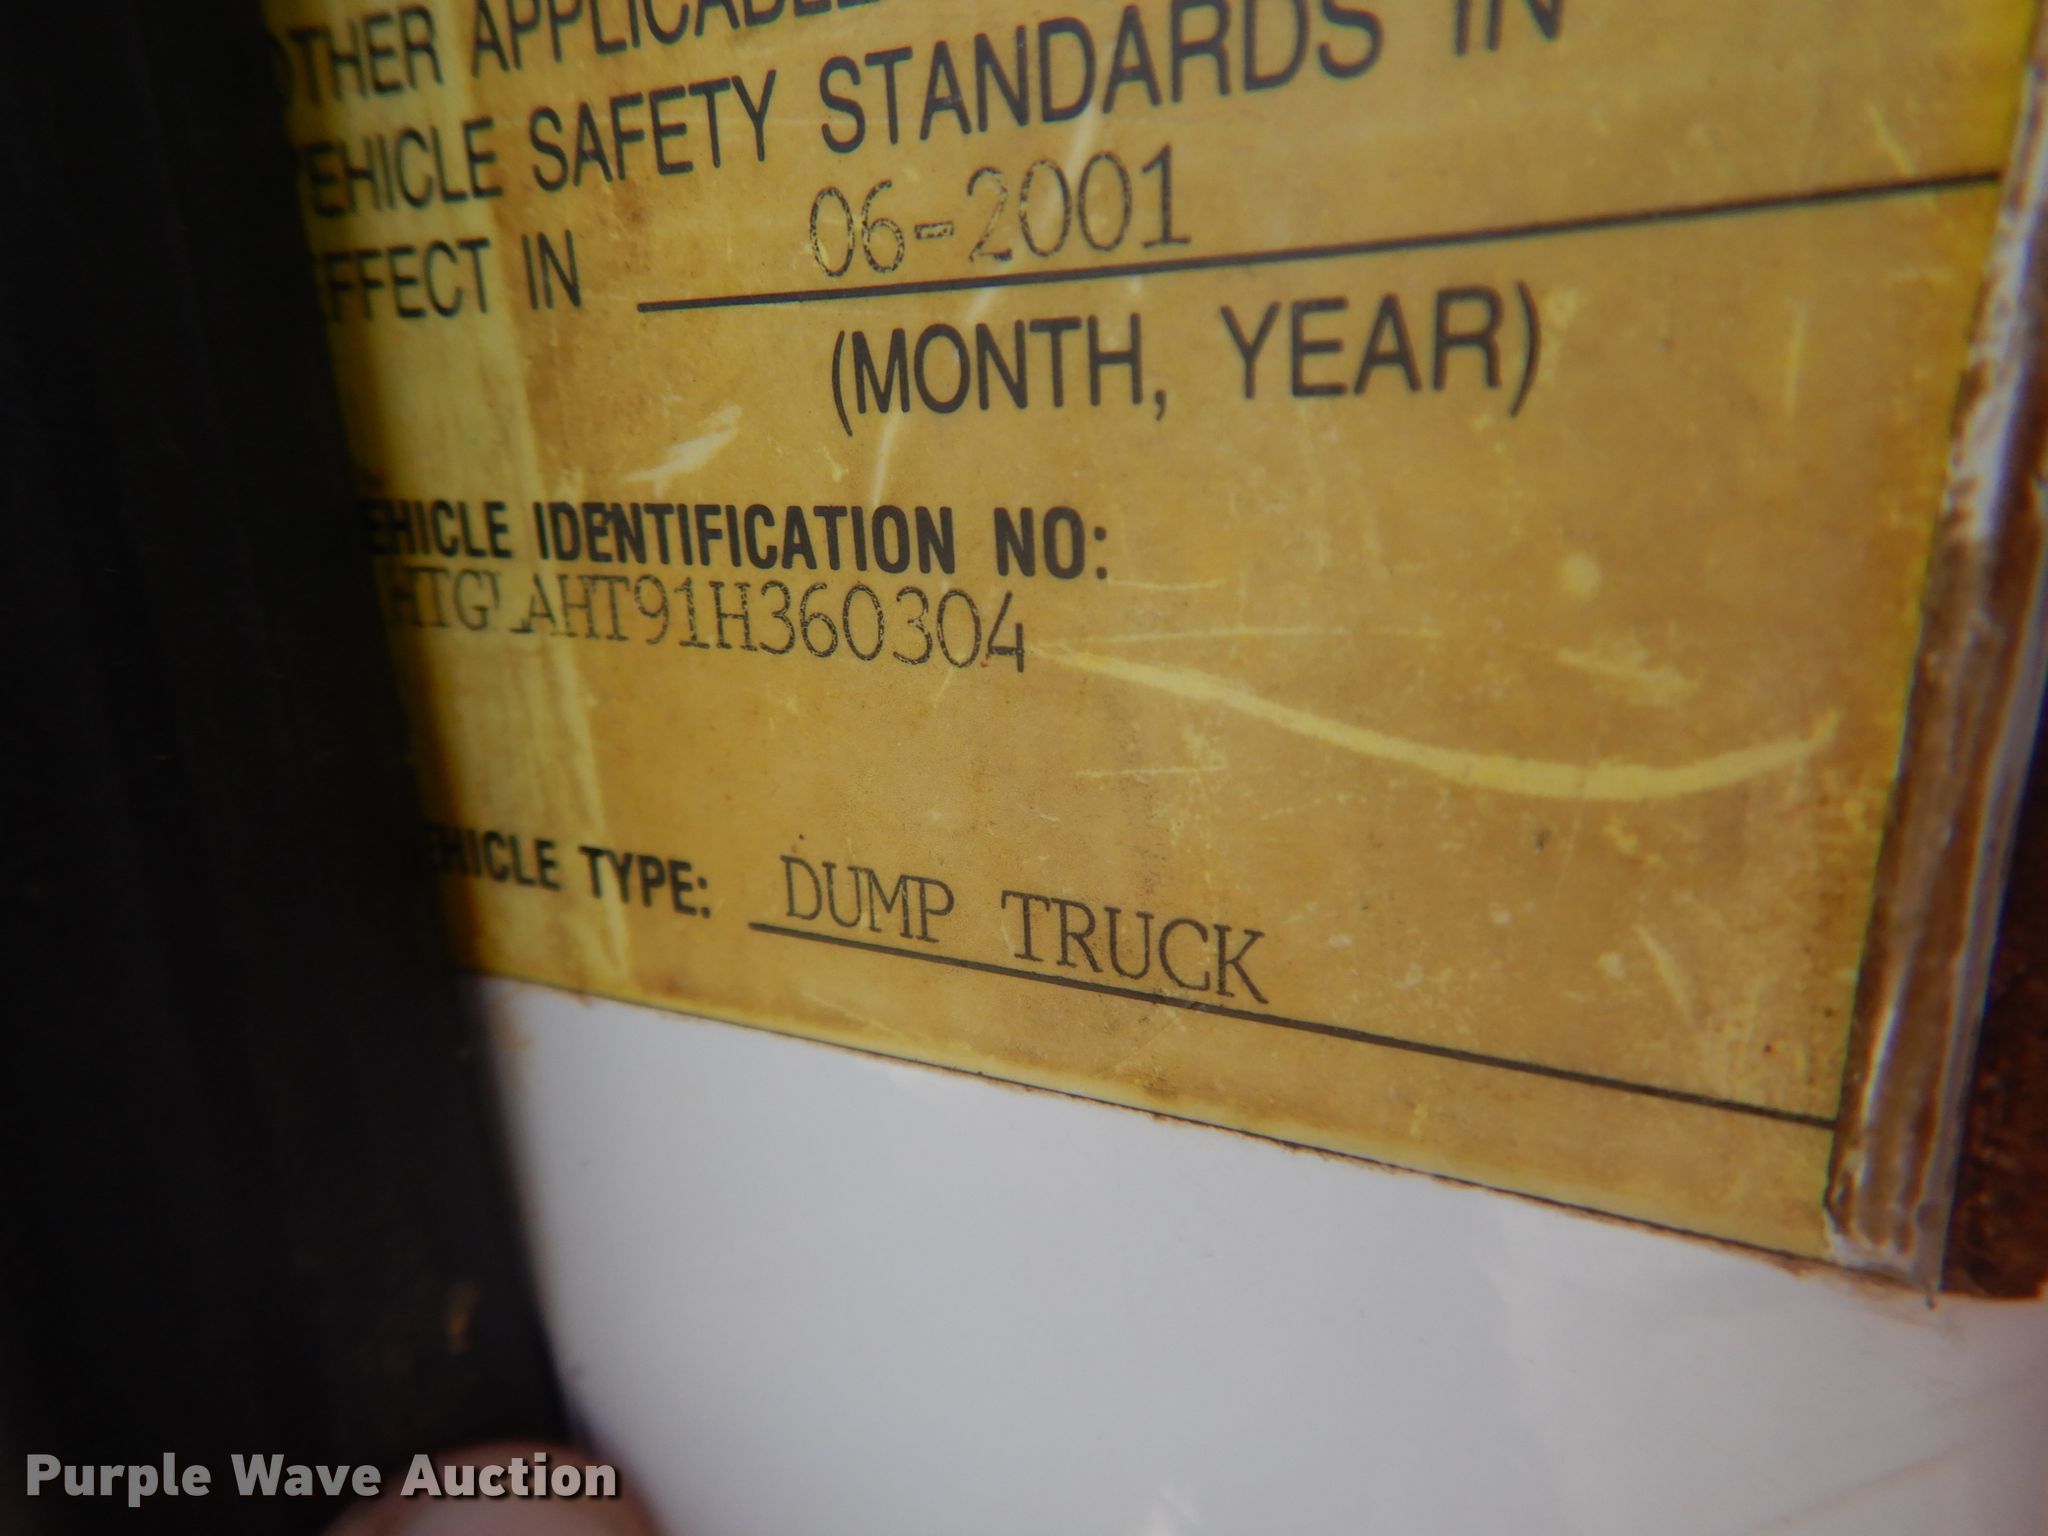 OTHER APPLICABLE
VEHICLE SAFETY STANDARDS IN
EFFECT IN 06-2001
(MONTH, YEAR)
VEHICLE IDENTIFICATION NO:
HTGLAHT91H360304
VEHICLE TYPE: DUMP TRUCK
Purple Wave Auction